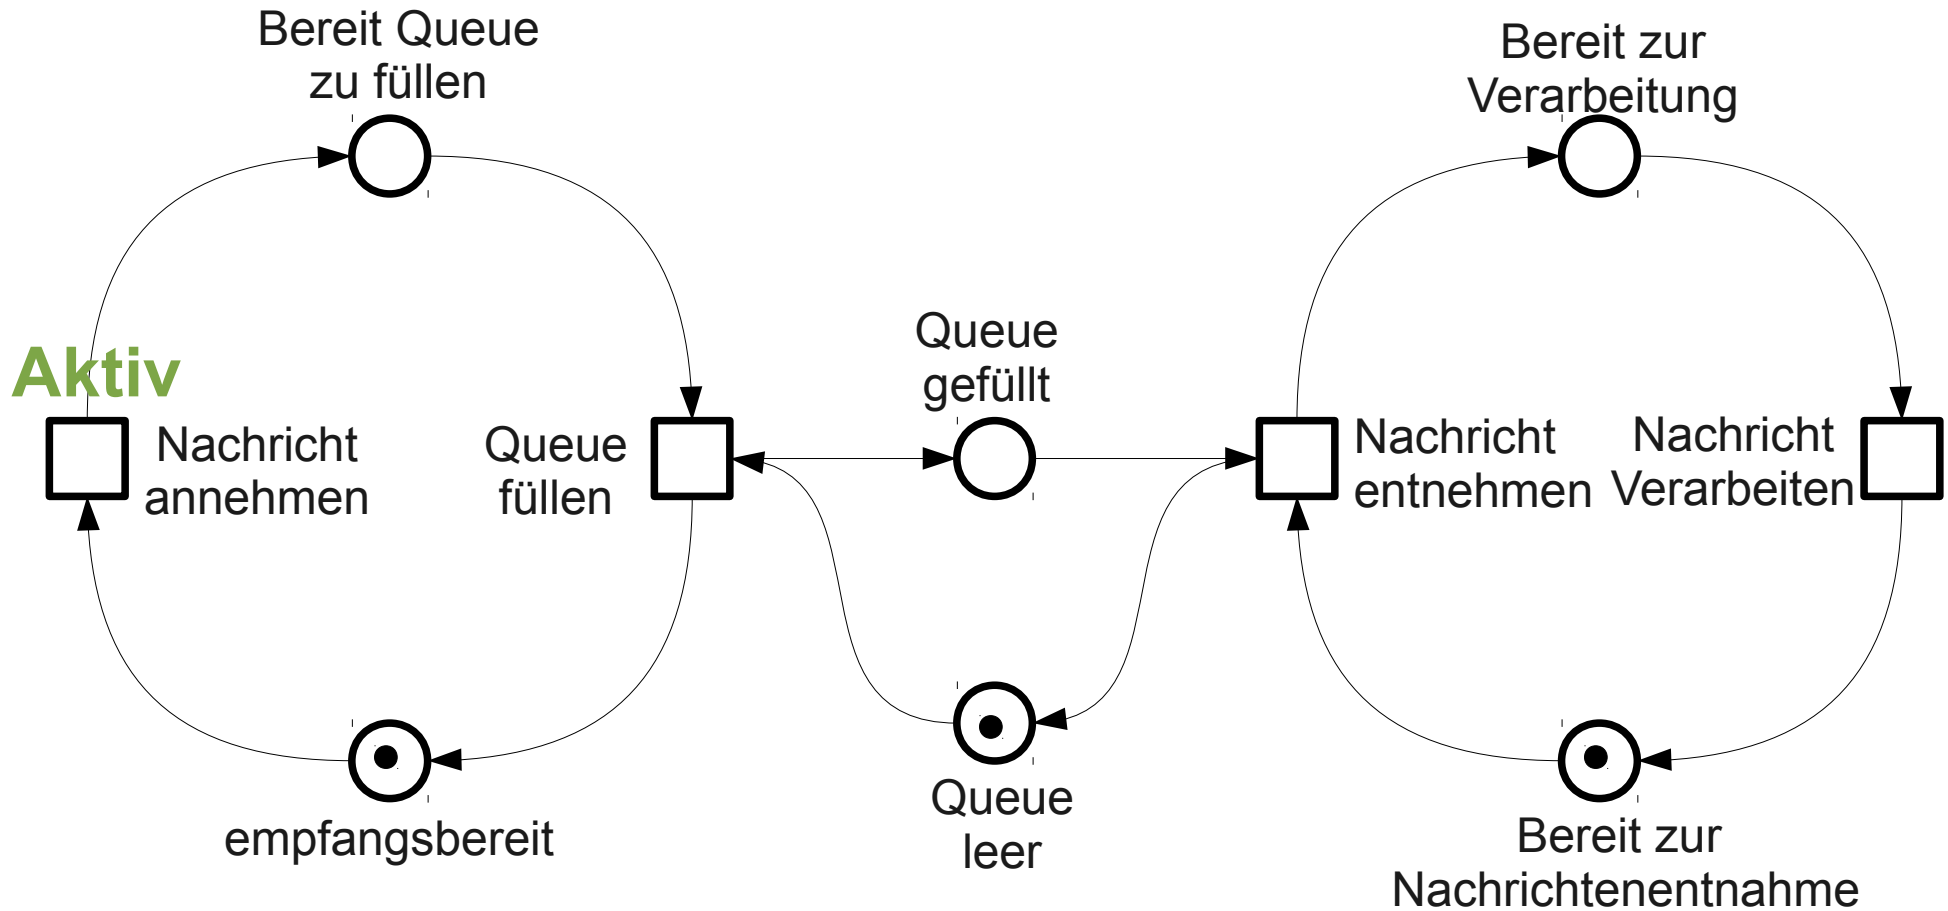 Bereit Queue
zu füllen
Bereit zur
Verarbeitung
Queue
gefüllt
Aktiv
Nachricht
annehmen
Queue
füllen
Nachricht
entnehmen
Nachricht
Verarbeiten
empfangsbereit
Queue
leer
Bereit zur
Nachrichtenentnahme